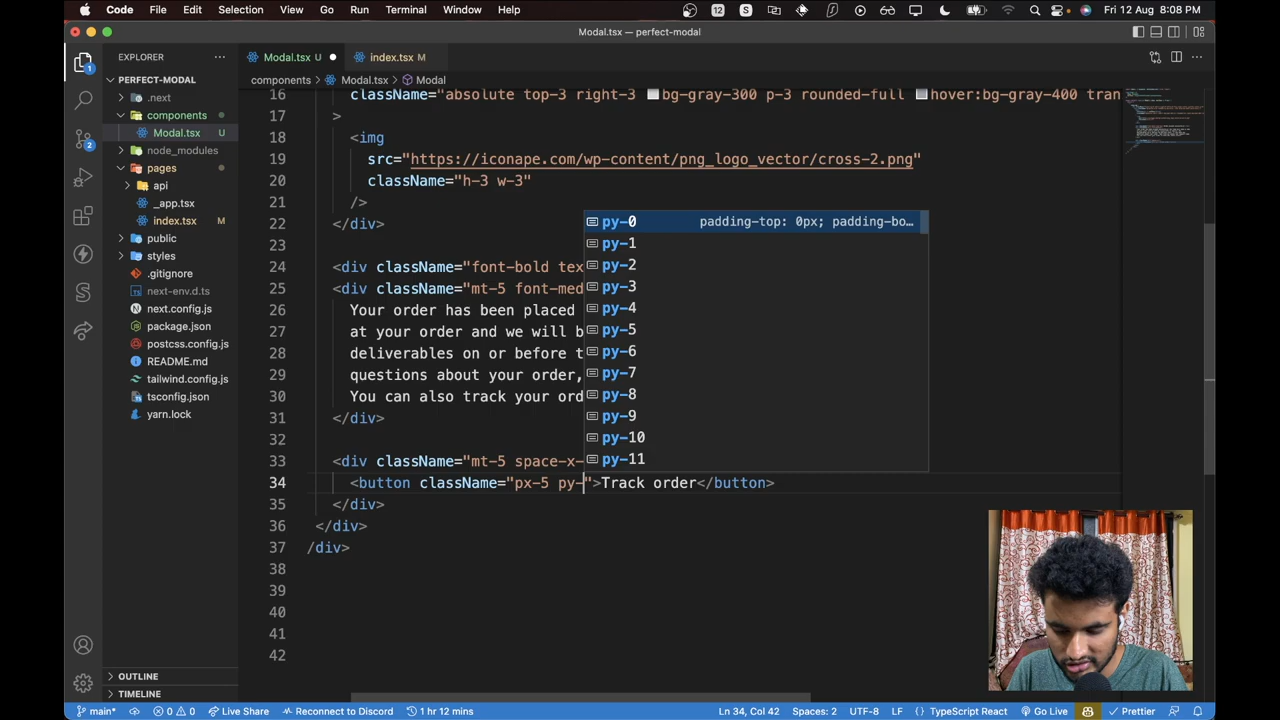 Code File Edit Selection View Go Run Terminal Window Help
12
Fri 12 Aug 8:08 PM
Modal.tsx — perfect-modal
EXPLORER
Modal.tsx U
index.tsx M
PERFECT-MODAL
components > Modal.tsx > Modal
.next
components
Modal.tsx U
node_modules
pages
api
_app.tsx
index.tsx M
public
styles
.gitignore
next-env.d.ts
next.config.js
package.json
postcss.config.js
README.md
tailwind.config.js
tsconfig.json
yarn.lock
OUTLINE
TIMELINE
1
2
16 className="absolute top-3 right-3 bg-gray-300 p-3 rounded-full hover:bg-gray-400 tran
17 >
18 <img
19 src="https://iconape.com/wp-content/png_logo_vector/cross-2.png"
20 className="h-3 w-3"
21 />
22 </div>
23
24 <div className="font-bold tex
25 <div className="mt-5 font-med
26 Your order has been placed
27 at your order and we will b
28 deliverables on or before t
29 questions about your order,
30 You can also track your ord
31 </div>
32
33 <div className="mt-5 space-x-
34 <button className="px-5 py-">Track order</button>
35 </div>
36 </div>
37 /div>
38
39
40
41
42
py-0 padding-top: 0px; padding-bo…
py-1
py-2
py-3
py-4
py-5
py-6
py-7
py-8
py-9
py-10
py-11
main* 0 0 Live Share Reconnect to Discord 1 hr 12 mins Ln 34, Col 42 Spaces: 2 UTF-8 LF {} TypeScript React Go Live Prettier